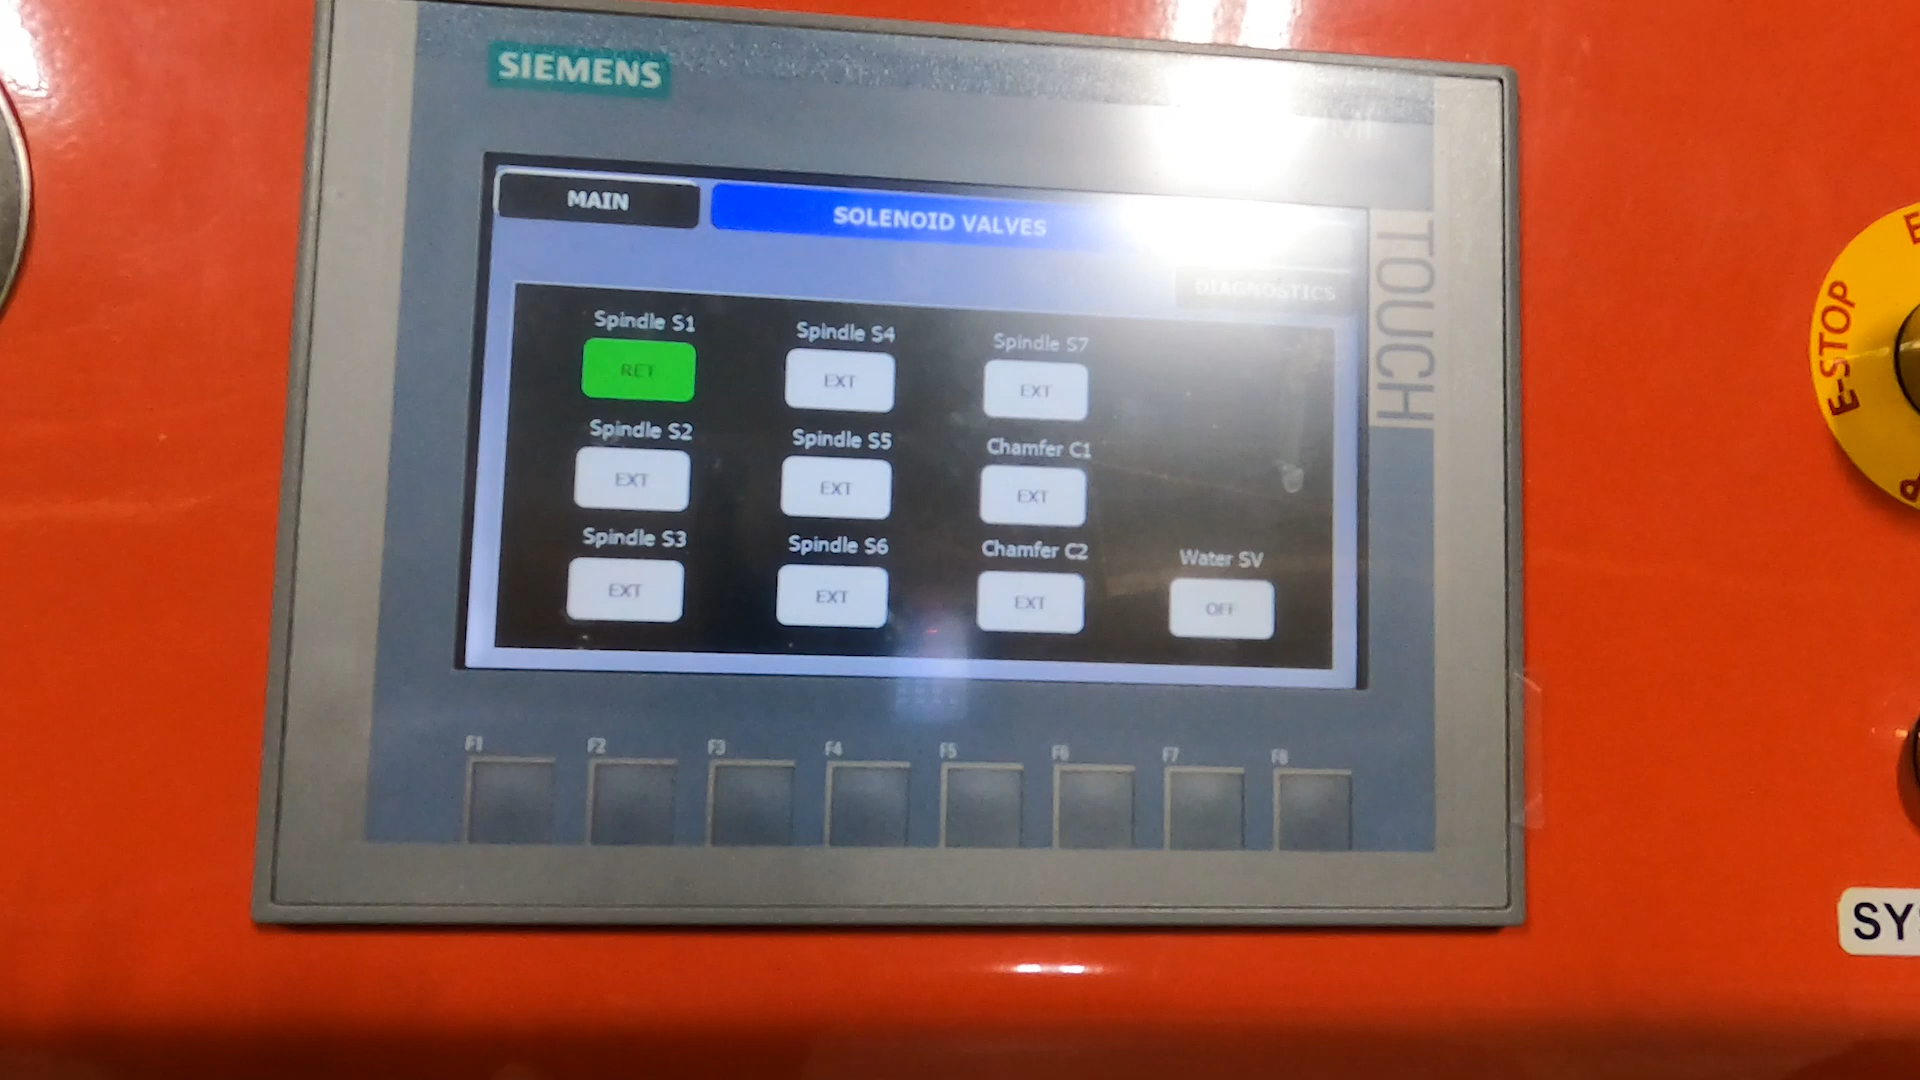 SIEMENS
TOUCH
MAIN
SOLENOID VALVES
DIAGNOSTICS
Spindle S1
RET
Spindle S4
EXT
Spindle S7
EXT
Spindle S2
EXT
Spindle S5
EXT
Chamfer C1
EXT
Spindle S3
EXT
Spindle S6
EXT
Chamfer C2
EXT
Water SV
OFF
F1 F2 F3 F4 F5 F6 F7 F8
E-STOP